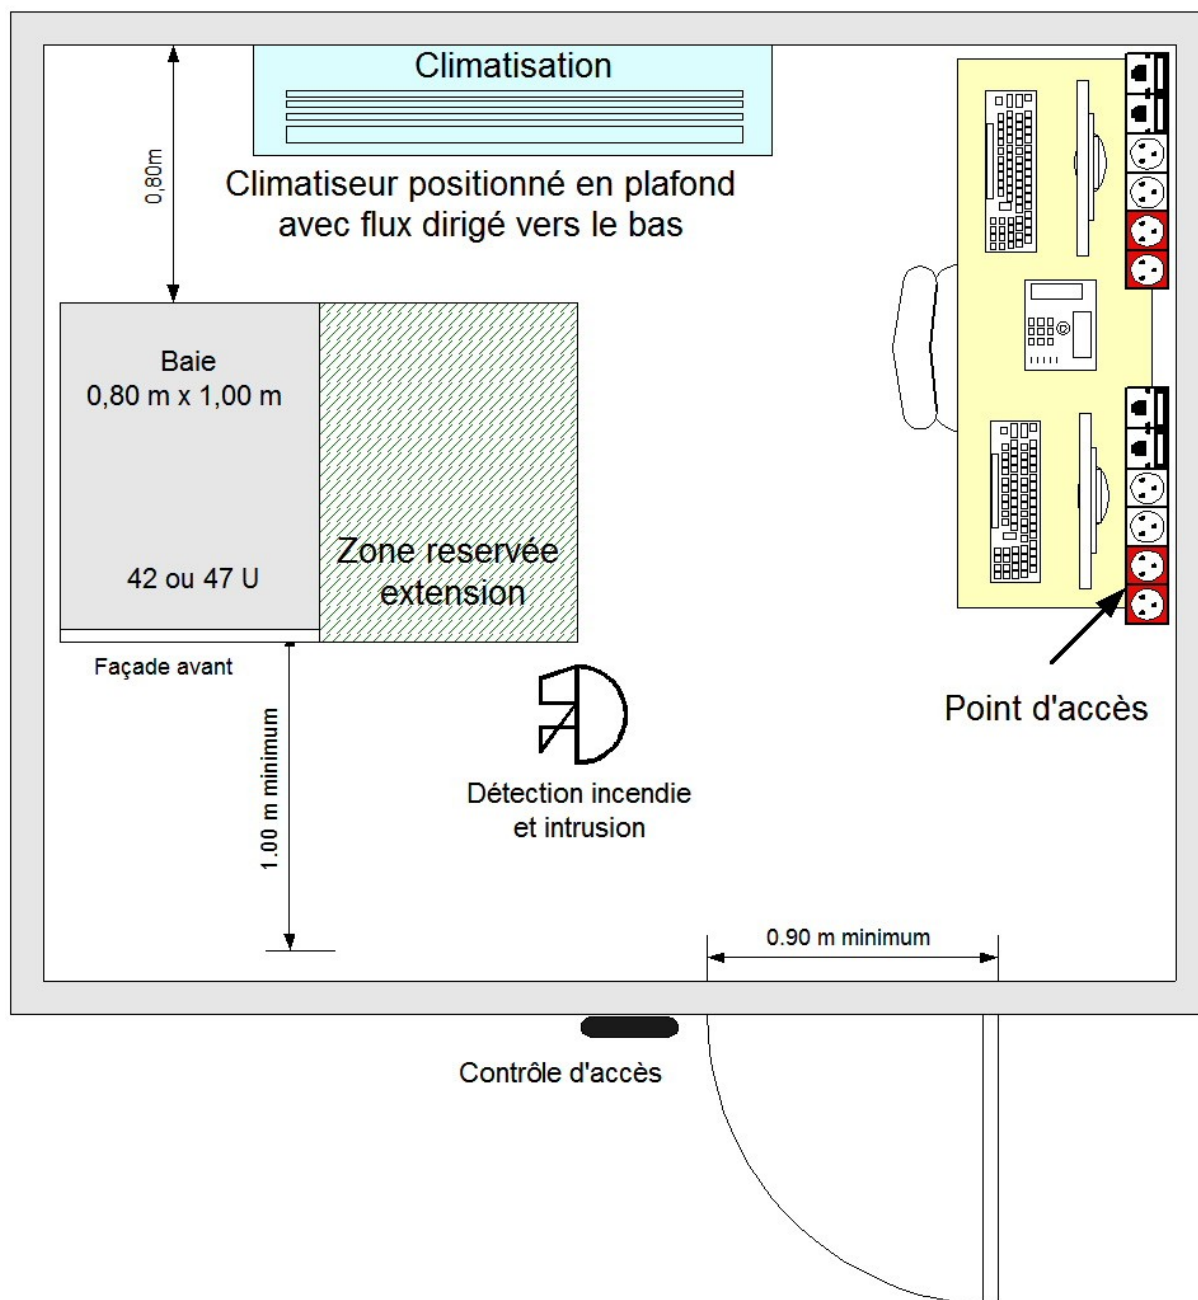 Climatisation
0,80m
Climatiseur positionné en plafond
avec flux dirigé vers le bas
Baie
0,80 m x 1,00 m
42 ou 47 U
Zone reservée
extension
Façade avant
1.00 m minimum
Point d'accès
Détection incendie
et intrusion
0.90 m minimum
Contrôle d'accès